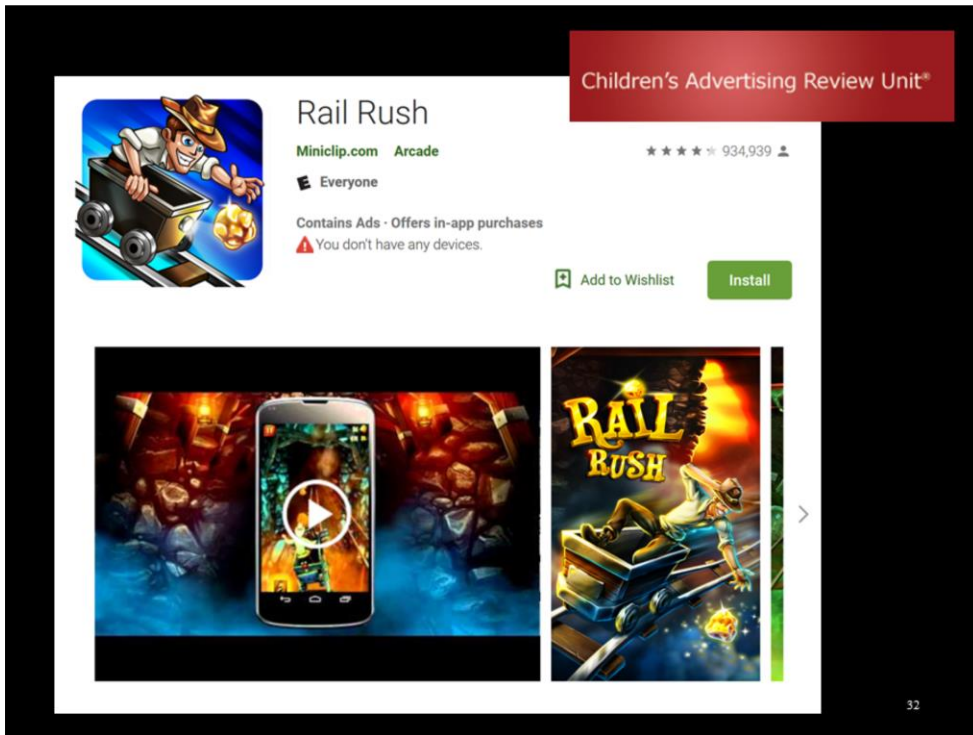 Children's Advertising Review Unit®
Rail Rush
Miniclip.com Arcade
934,939
E Everyone
Contains Ads · Offers in-app purchases
You don't have any devices.
Add to Wishlist
Install
RAIL
RUSH
32